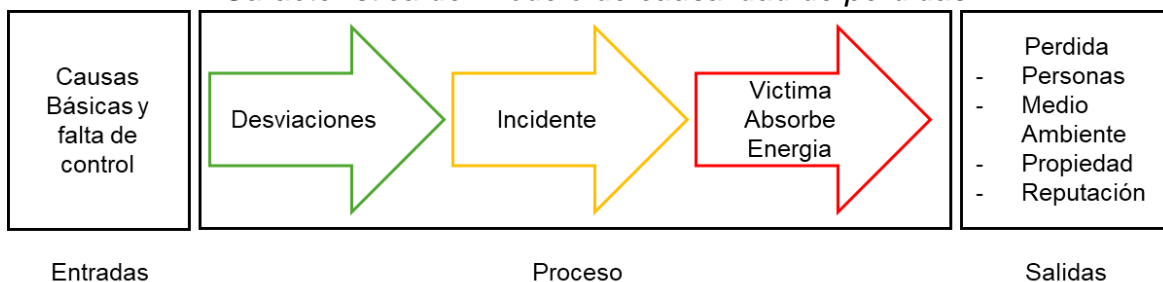 Causas
Básicas y
falta de
control
Desviaciones
Incidente
Victima
Absorbe
Energia
Perdida
- Personas
- Medio
Ambiente
- Propiedad
- Reputación
Entradas
Proceso
Salidas